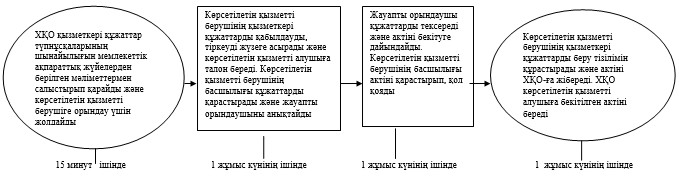 ХҚО қызметкері құжаттар
түпнұсқаларының
шынайылығын мемлекеттік
ақпараттық жүйелерден
берілген мәліметтермен
салыстырып қарайды және
көрсетілетін қызметті
берушіге орындау үшін
жолдайды
Көрсетілетін қызметті
берушінің қызметкері
құжаттарды қабылдауды,
тіркеуді жүзеге асырады және
көрсетілетін қызметті алушыға
талон береді. Көрсетілетін
қызметті берушінің
басшылығы құжаттарды
қарастырады және жауапты
орындаушыны анықтайды
Жауапты орындаушы
құжаттарды тексереді
және актіні бекітуге
дайындайды.
Көрсетілетін қызметті
берушінің басшылығы
актіні қарастырып, қол
қояды
Көрсетілетін қызметті
берушінің қызметкері
құжаттарды беру тізілімін
құрастырады және актіні
ХҚО-ға жібереді. ХҚО
көрсетілетін қызметті
алушыға бекітілген актіні
береді
15 минут ішінде
1 жұмыс күнінің ішінде
1 жұмыс күнінің ішінде
1 жұмыс күнінің ішінде